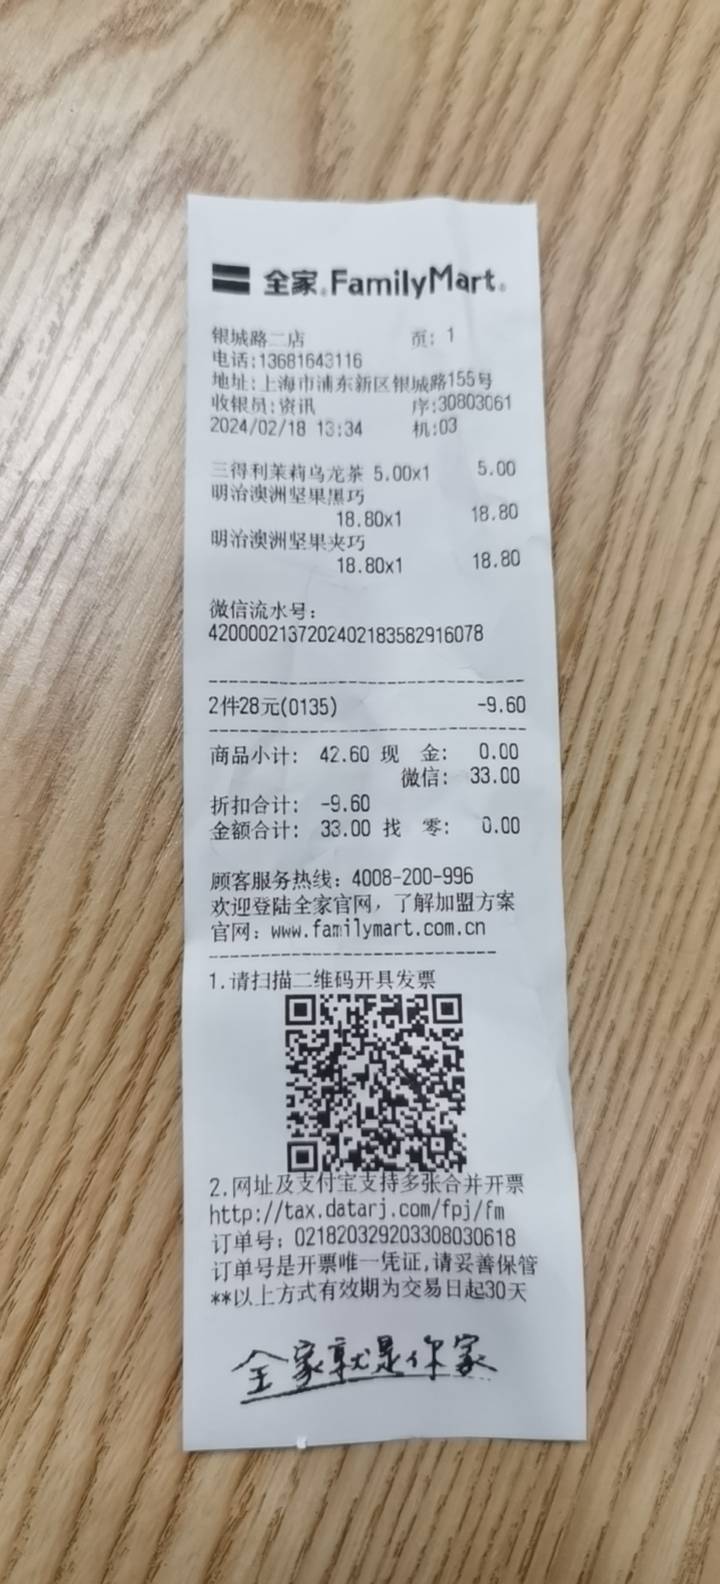 全家 FamilyMart
银城路二店 页: 1
电话:13681643116
地址:上海市浦东新区银城路155号
收银员:资讯 序:30803061
2024/02/18 13:34 机:03
三得利茉莉乌龙茶 5.00x1 5.00
明治澳洲坚果黑巧
18.80x1 18.80
明治澳洲坚果夹巧
18.80x1 18.80
微信流水号:
4200002137202402183582916078
2件28元(0135) -9.60
商品小计: 42.60 现 金: 0.00
微信: 33.00
折扣合计: -9.60
金额合计: 33.00 找 零: 0.00
顾客服务热线: 4008-200-996
欢迎登陆全家官网，了解加盟方案
官网: www.familymart.com.cn
1.请扫描二维码开具发票
2.网址及支付宝支持多张合并开票
http://tax.datarj.com/fpj/fm
订单号: 021820329203308030618
订单号是开票唯一凭证,请妥善保管
**以上方式有效期为交易日起30天
全家就是你家